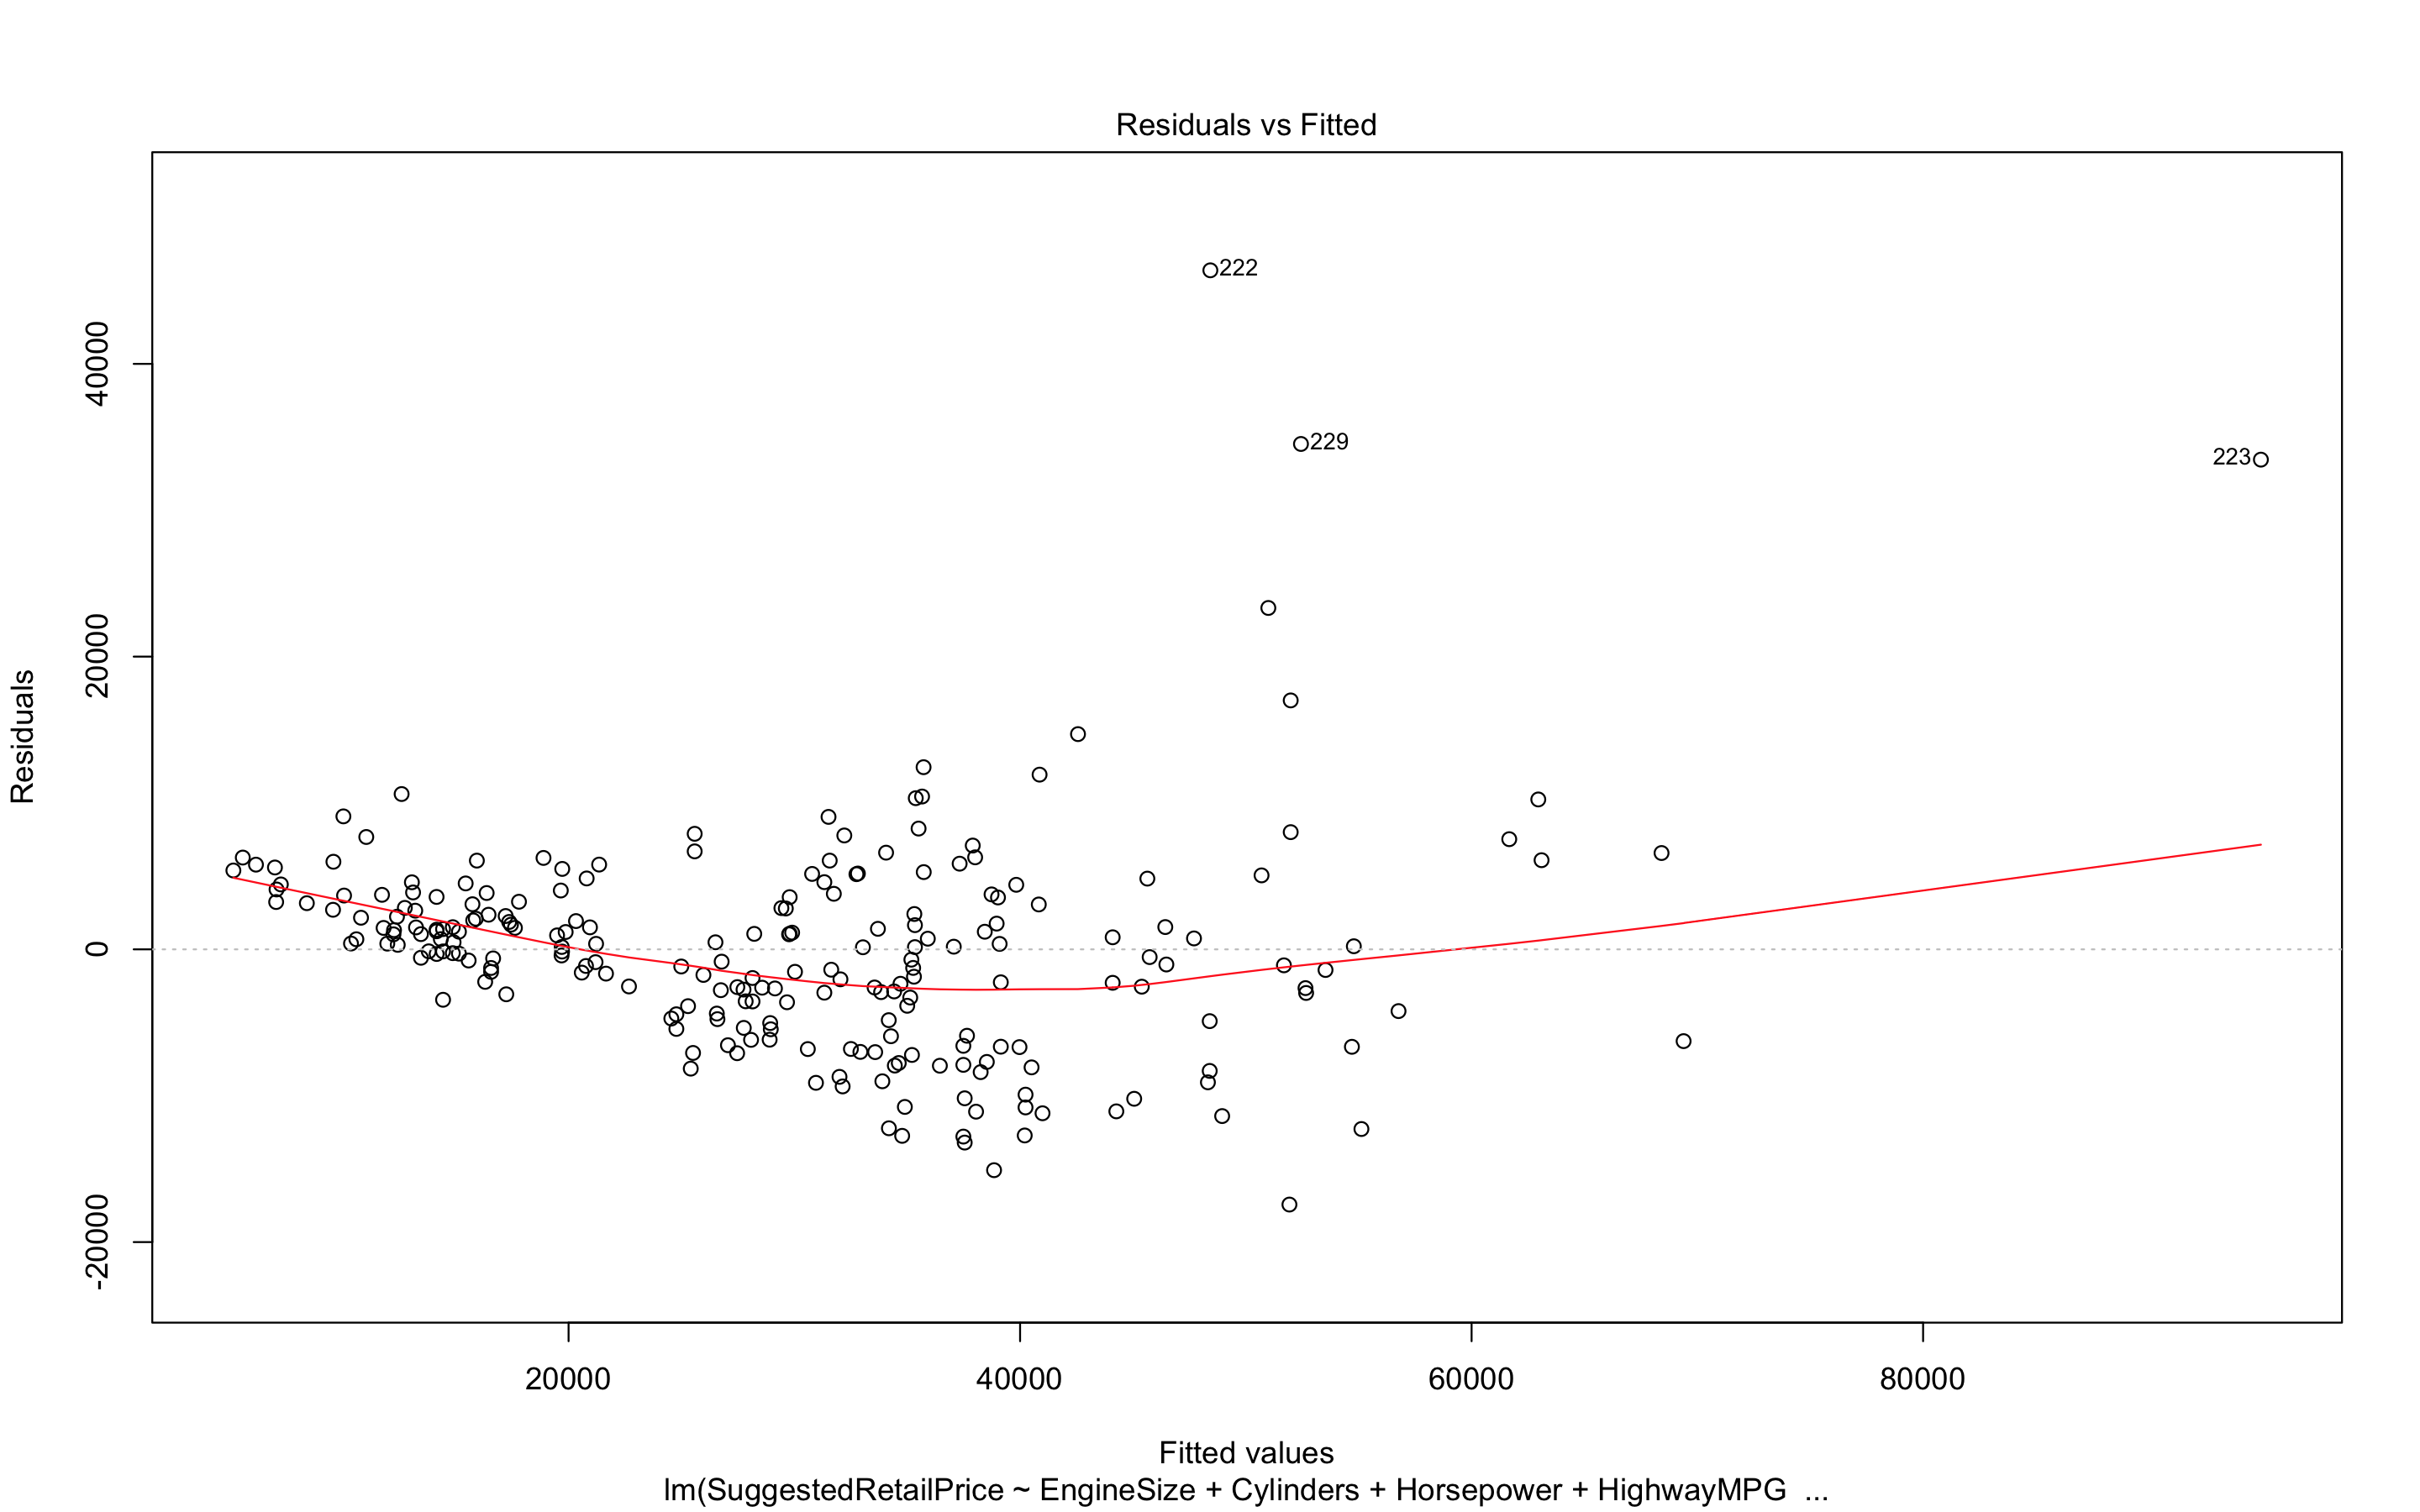 Residuals vs Fitted
222
229
223
40000
20000
0
-20000
Residuals
20000 40000 60000 80000
Fitted values
lm(SuggestedRetailPrice ~ EngineSize + Cylinders + Horsepower + HighwayMPG ...